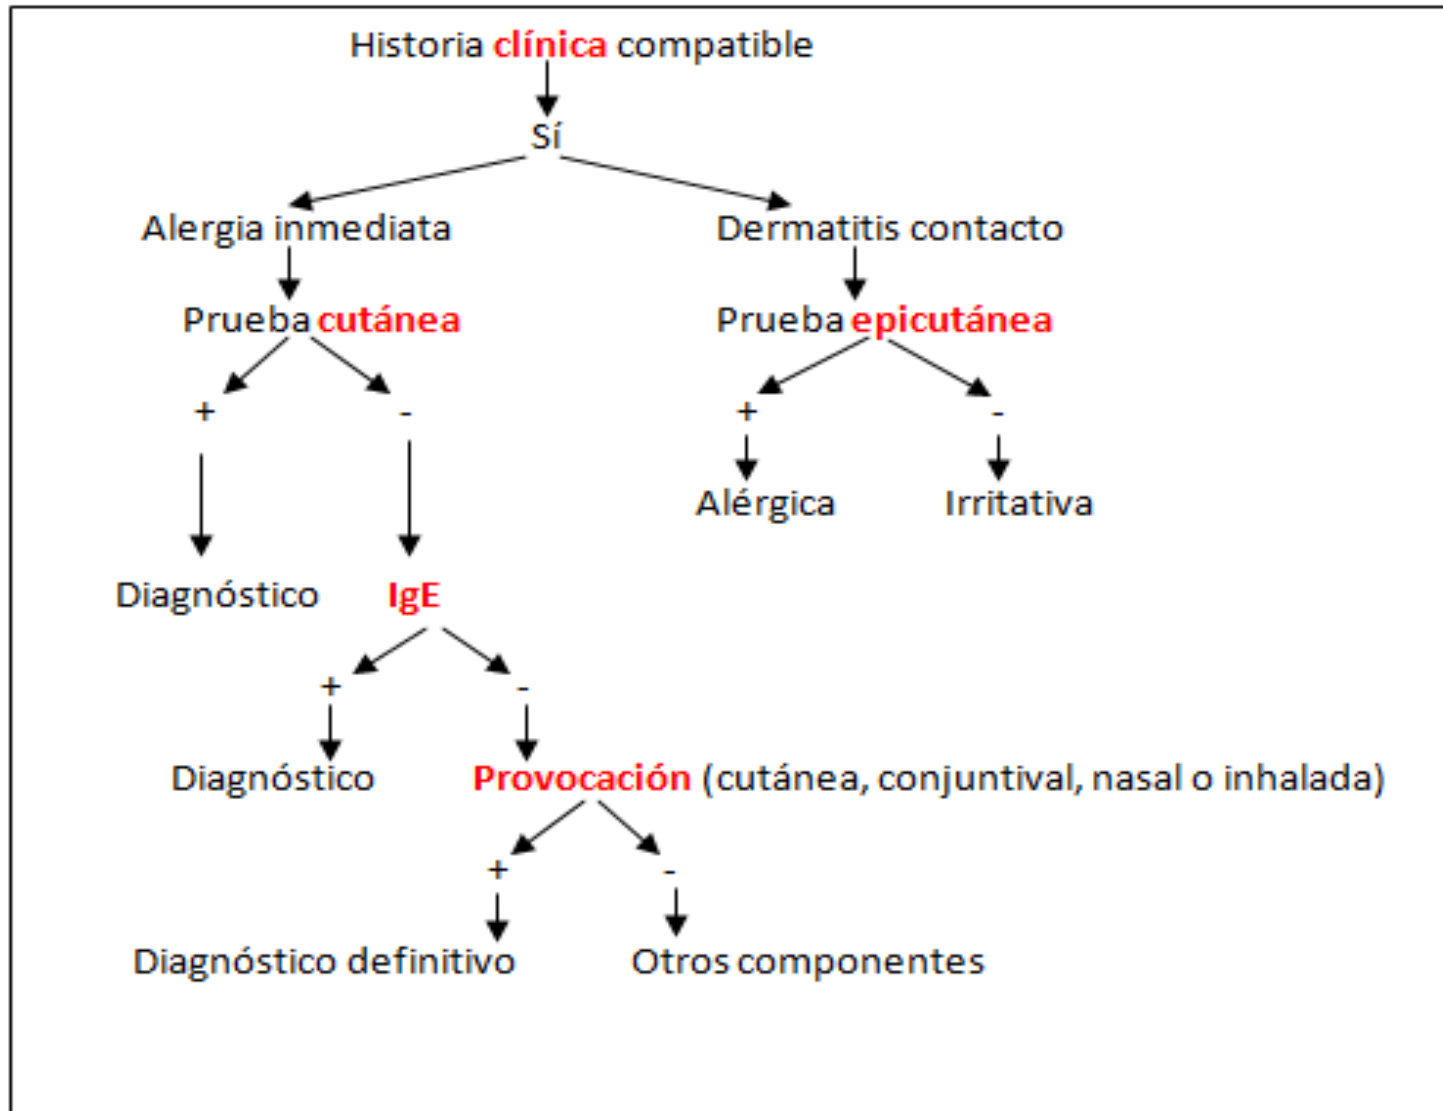 Historia clínica compatible
Sí
Alergia inmediata
Dermatitis contacto
Prueba cutánea
Prueba epicutánea
+
-
+
-
Alérgica
Irritativa
Diagnóstico
IgE
+
-
Diagnóstico
Provocación (cutánea, conjuntival, nasal o inhalada)
+
-
Diagnóstico definitivo
Otros componentes